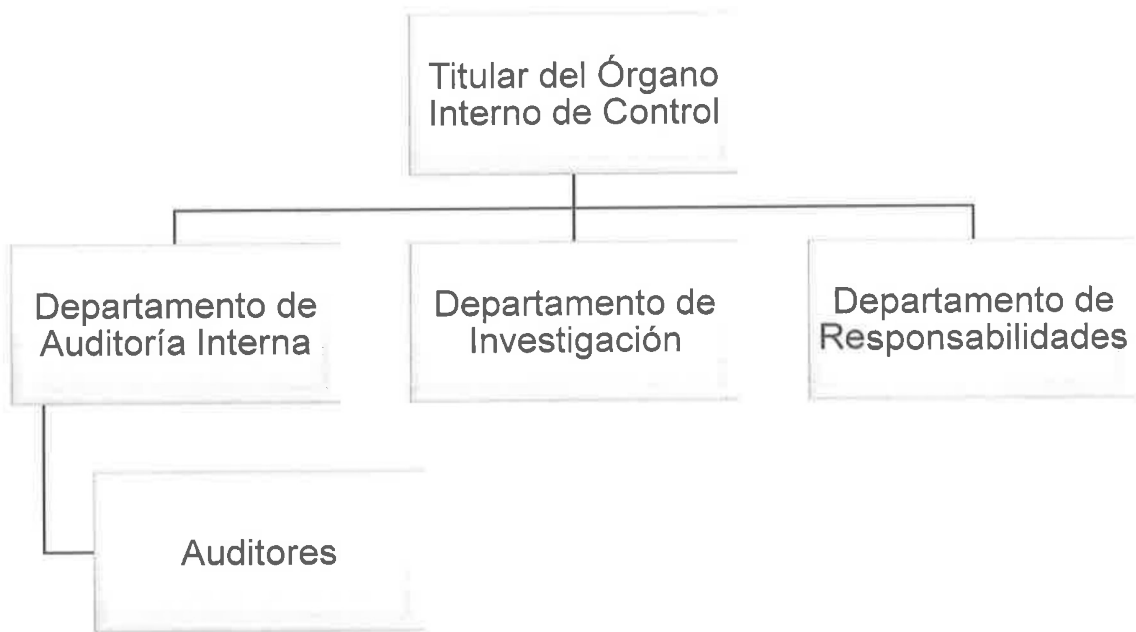 Titular del Órgano
Interno de Control
Departamento de
Auditoría Interna
Departamento de
Investigación
Departamento de
Responsabilidades
Auditores